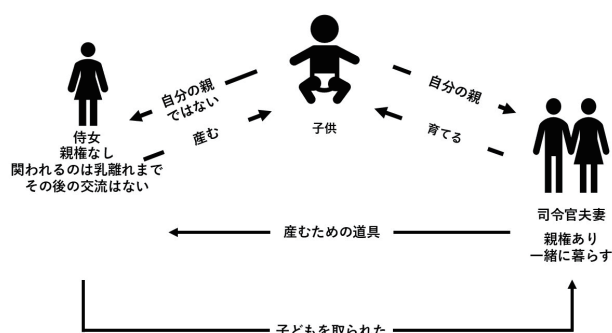 自分の親
ではない
自分の親
産む
育てる
子供
侍女
親権なし
関われるのは乳離れまで
その後の交流はない
司令官夫妻
親権あり
一緒に暮らす
産むための道具
子どもを取られた